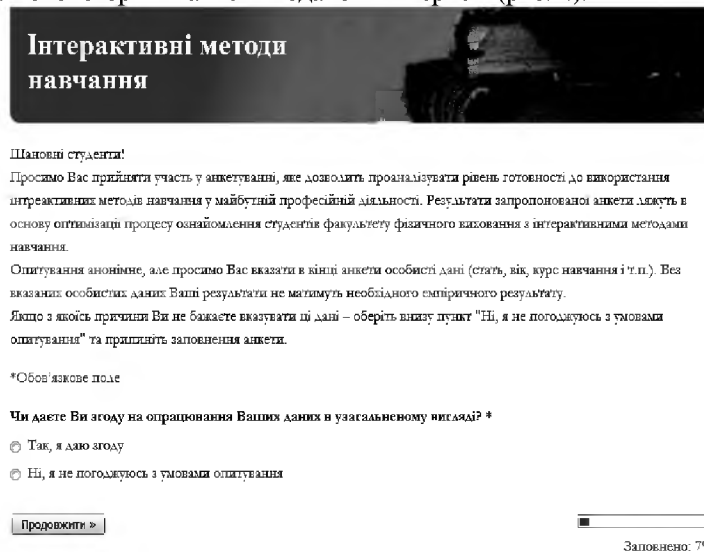 Інтерактивні методи
навчання
Шановні студенти!
Просимо Вас прийняти участь у анкетуванні, яке дозволить проаналізувати рівень готовності до використання
інтреактивних методів навчання у майбутній професійній діяльності. Результати запропонованої анкети ляжуть в
основу оптимізації процесу ознайомлення студентів факультету фізичного виховання з інтерактивними методами
навчання.
Опитування анонімне, але просимо Вас вказати в кінці анкети особисті дані (стать, вік, курс навчання і т.п.). Без
вказаних особистих даних Ваші результати не матимуть необхідного емпіричного результату.
Якщо з якоїсь причини Ви не бажаєте вказувати ці дані – оберіть внизу пункт "Ні, я не погоджуюсь з умовами
опитування" та припиніть заповнення анкети.
*Обов'язкове поле
Чи даєте Ви згоду на опрацювання Ваших даних в узагальненому вигляді? *
Так, я даю згоду
Ні, я не погоджуюсь з умовами опитування
Продовжити »
Заповнено: 7%